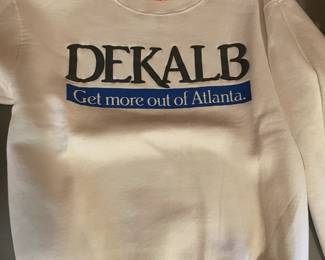 DEKALB
Get more out of Atlanta.